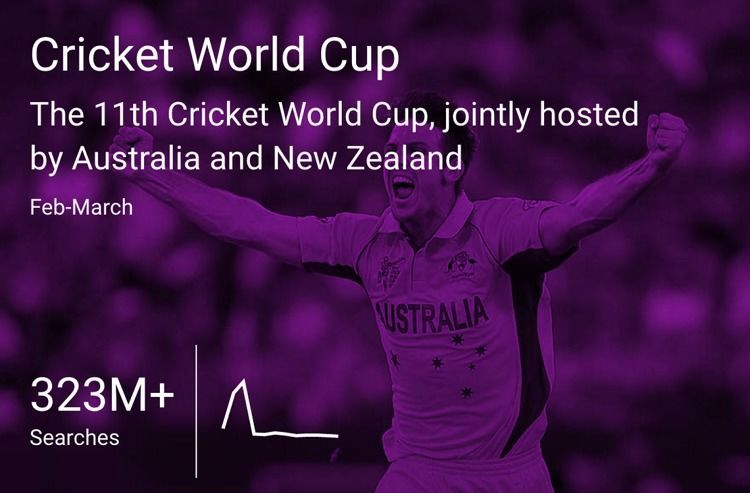 Cricket World Cup
The 11th Cricket World Cup, jointly hosted
by Australia and New Zealand
Feb-March
AUSTRALIA
323M+
Searches